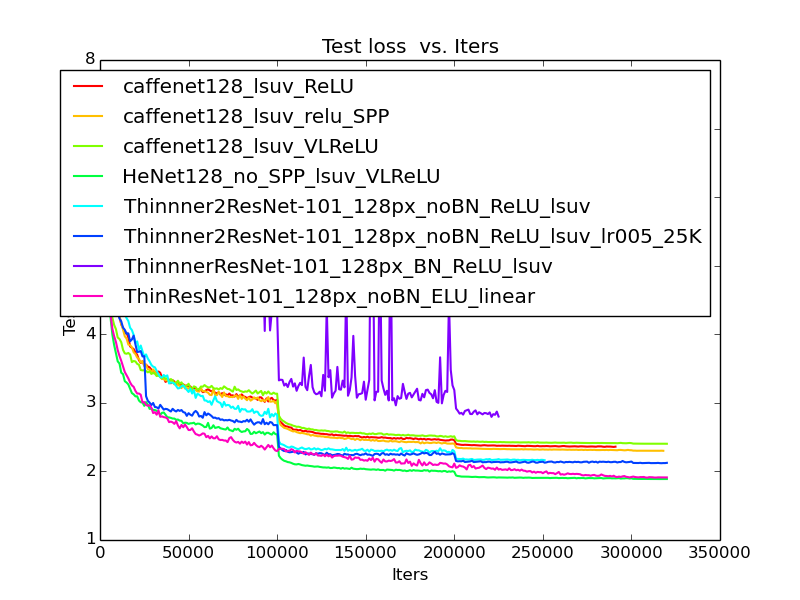 Test loss  vs. Iters
8
caffenet128_lsuv_ReLU
caffenet128_lsuv_relu_SPP
caffenet128_lsuv_VLReLU
HeNet128_no_SPP_lsuv_VLReLU
Thinnner2ResNet-101_128px_noBN_ReLU_lsuv
Thinnner2ResNet-101_128px_noBN_ReLU_lsuv_lr005_25K
ThinnnerResNet-101_128px_BN_ReLU_lsuv
ThinResNet-101_128px_noBN_ELU_linear
4
3
2
1
0 50000 100000 150000 200000 250000 300000 350000
Iters